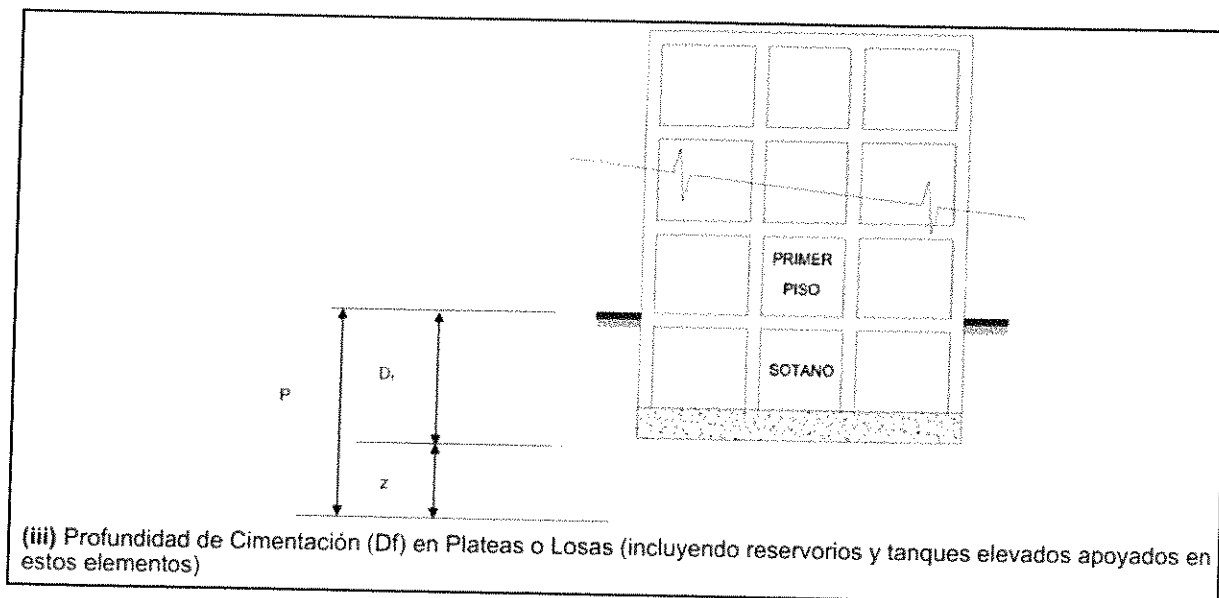 PRIMER
PISO
SOTANO
P
Df
z
(iii) Profundidad de Cimentación (Df) en Plateas o Losas (incluyendo reservorios y tanques elevados apoyados en
estos elementos)